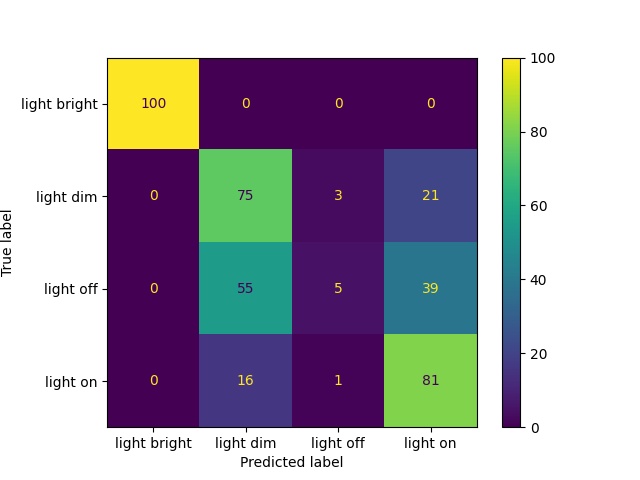 light bright 100 0 0 0
light dim 0 75 3 21
light off 0 55 5 39
light on 0 16 1 81
light bright light dim light off light on
Predicted label
True label
100
80
60
40
20
0